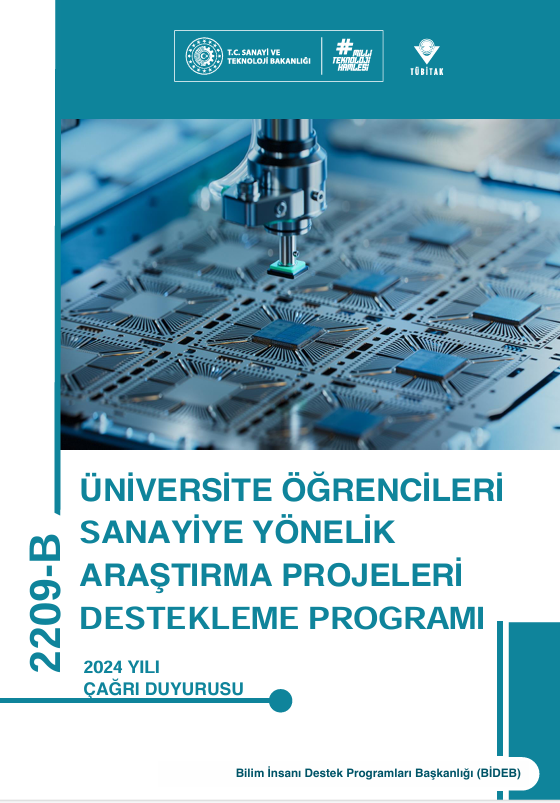 T.C. SANAYİ VE
TEKNOLOJİ BAKANLIĞI
#MİLLİ
TEKNOLOJİ
HAMLESİ
TÜBİTAK
ÜNİVERSİTE ÖĞRENCİLERİ
SANAYİYE YÖNELİK
ARAŞTIRMA PROJELERİ
DESTEKLEME PROGRAMI
2209-B
2024 YILI
ÇAĞRI DUYURUSU
Bilim İnsanı Destek Programları Başkanlığı (BİDEB)